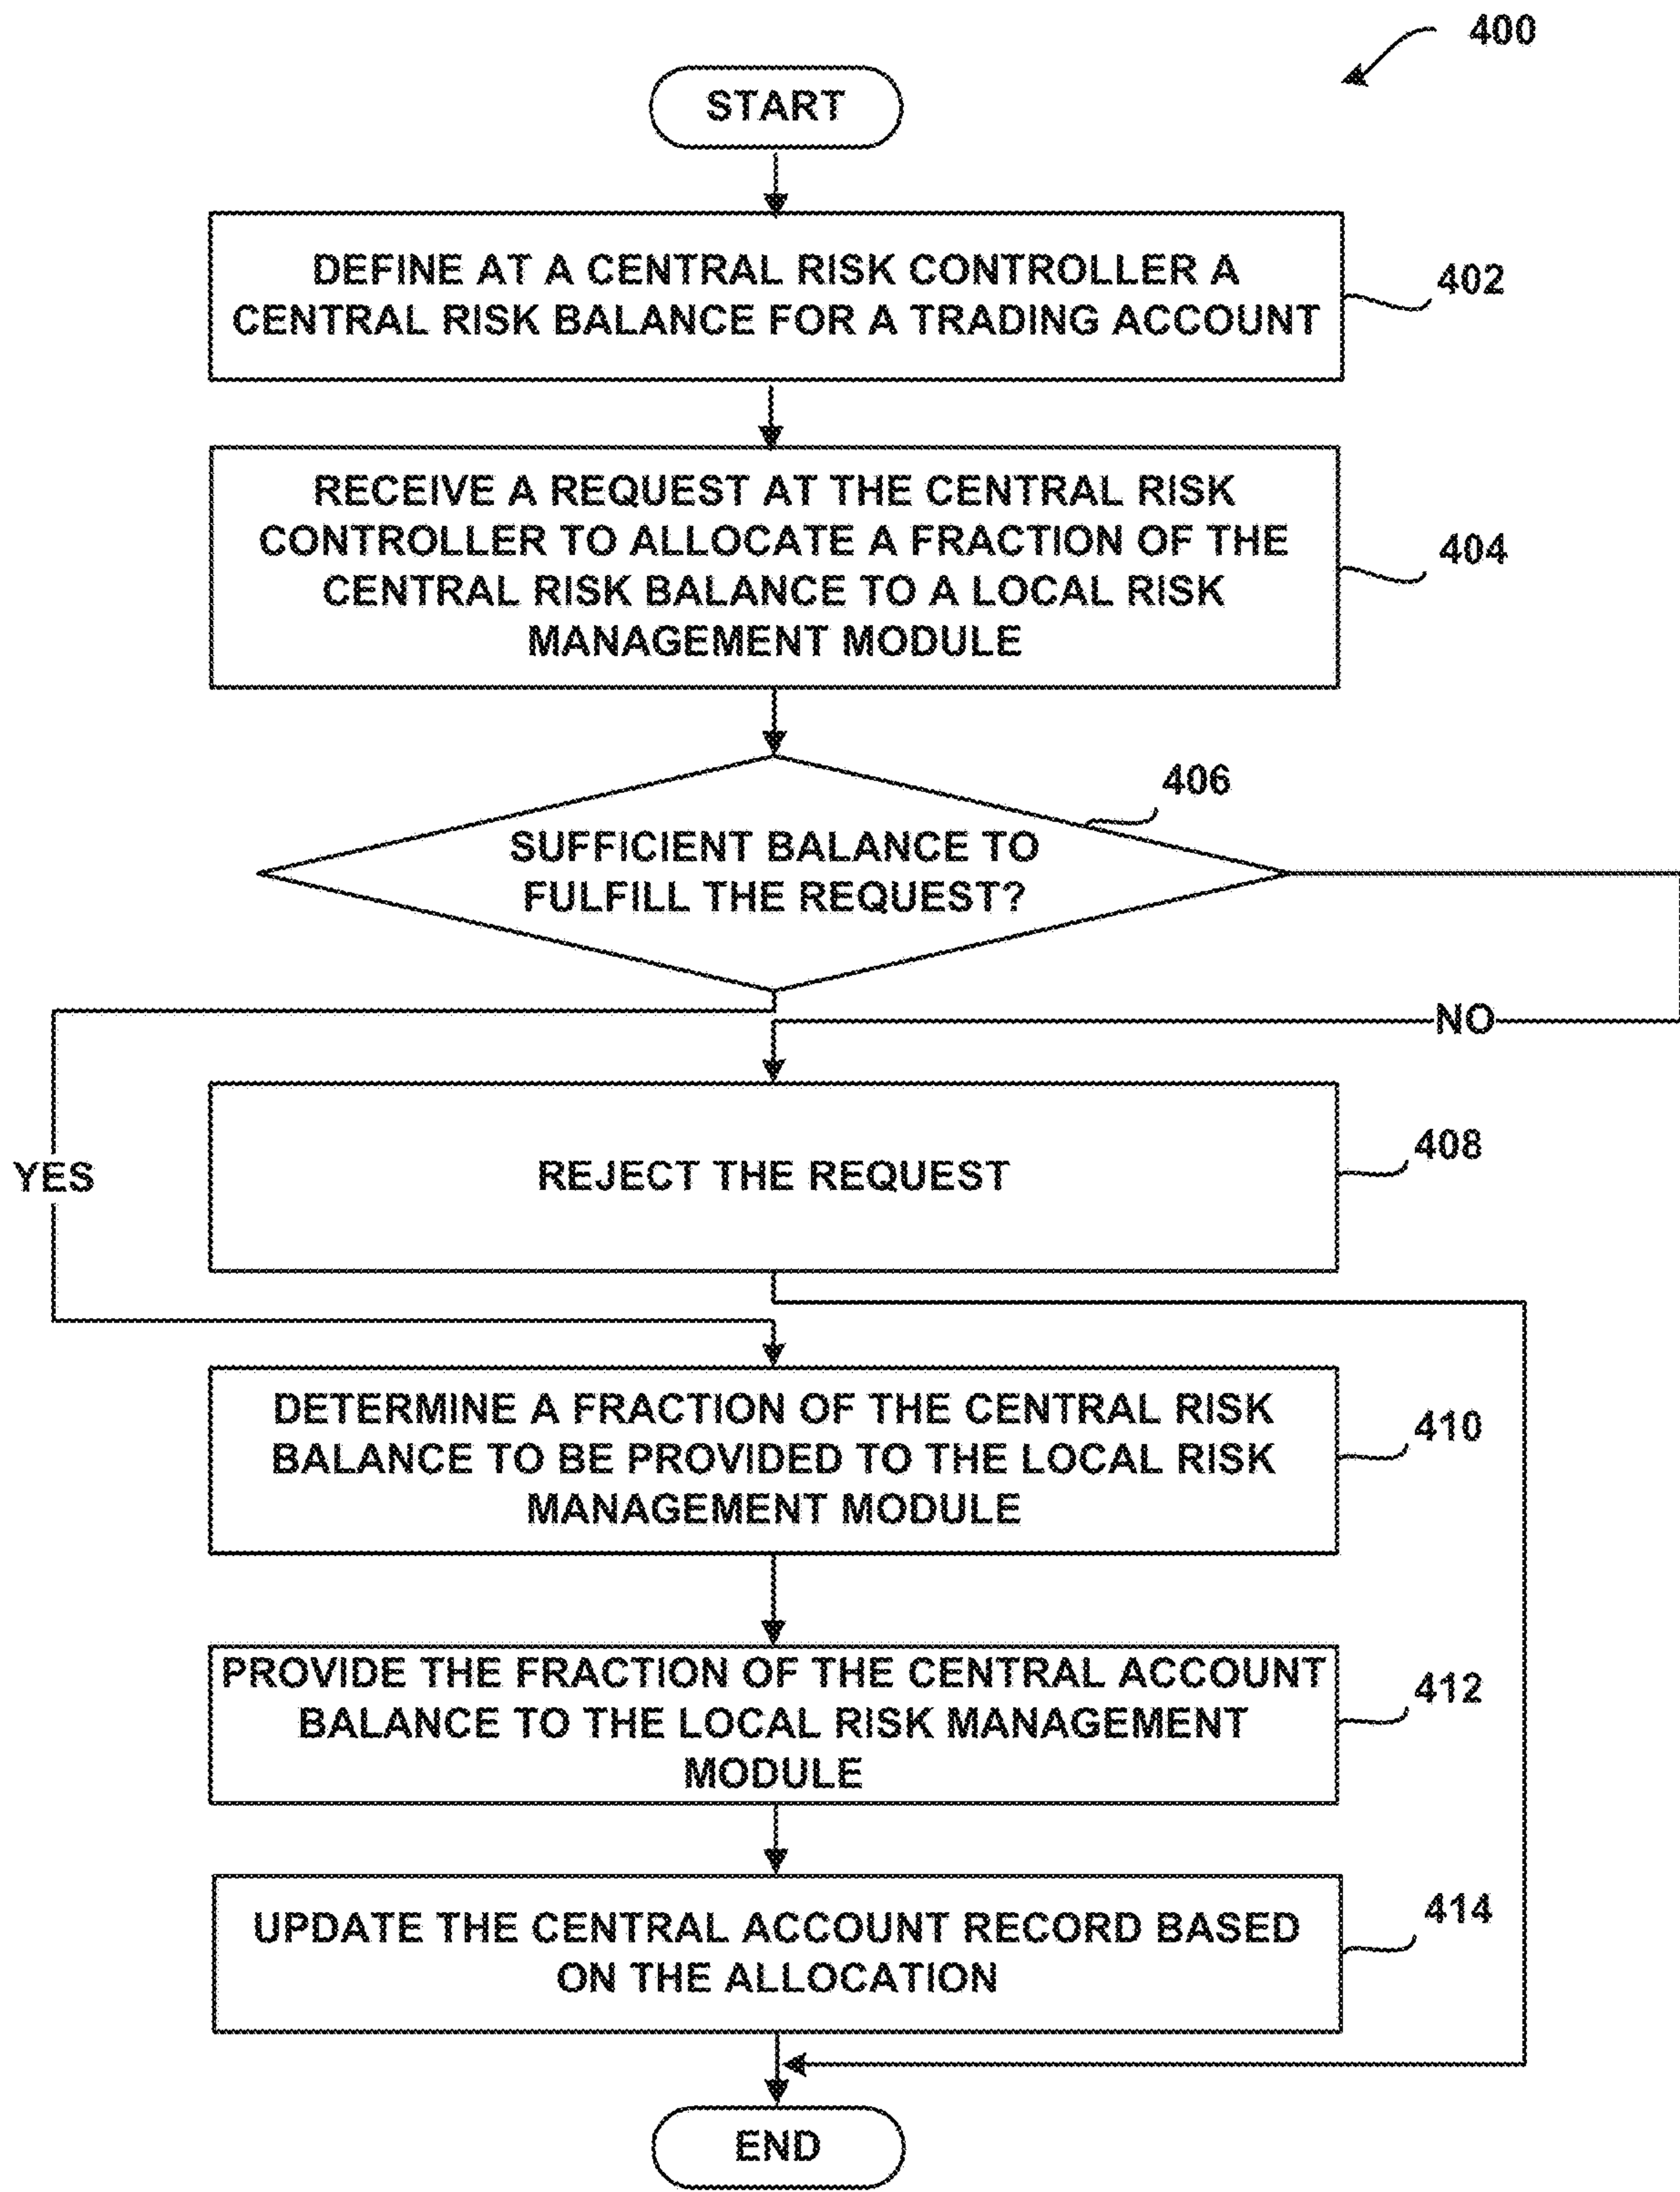 400
START
DEFINE AT A CENTRAL RISK CONTROLLER A
CENTRAL RISK BALANCE FOR A TRADING ACCOUNT
402
RECEIVE A REQUEST AT THE CENTRAL RISK
CONTROLLER TO ALLOCATE A FRACTION OF THE
CENTRAL RISK BALANCE TO A LOCAL RISK
MANAGEMENT MODULE
404
406
SUFFICIENT BALANCE TO
FULFILL THE REQUEST?
NO
YES
REJECT THE REQUEST
408
DETERMINE A FRACTION OF THE CENTRAL RISK
BALANCE TO BE PROVIDED TO THE LOCAL RISK
MANAGEMENT MODULE
410
PROVIDE THE FRACTION OF THE CENTRAL ACCOUNT
BALANCE TO THE LOCAL RISK MANAGEMENT
MODULE
412
UPDATE THE CENTRAL ACCOUNT RECORD BASED
ON THE ALLOCATION
414
END